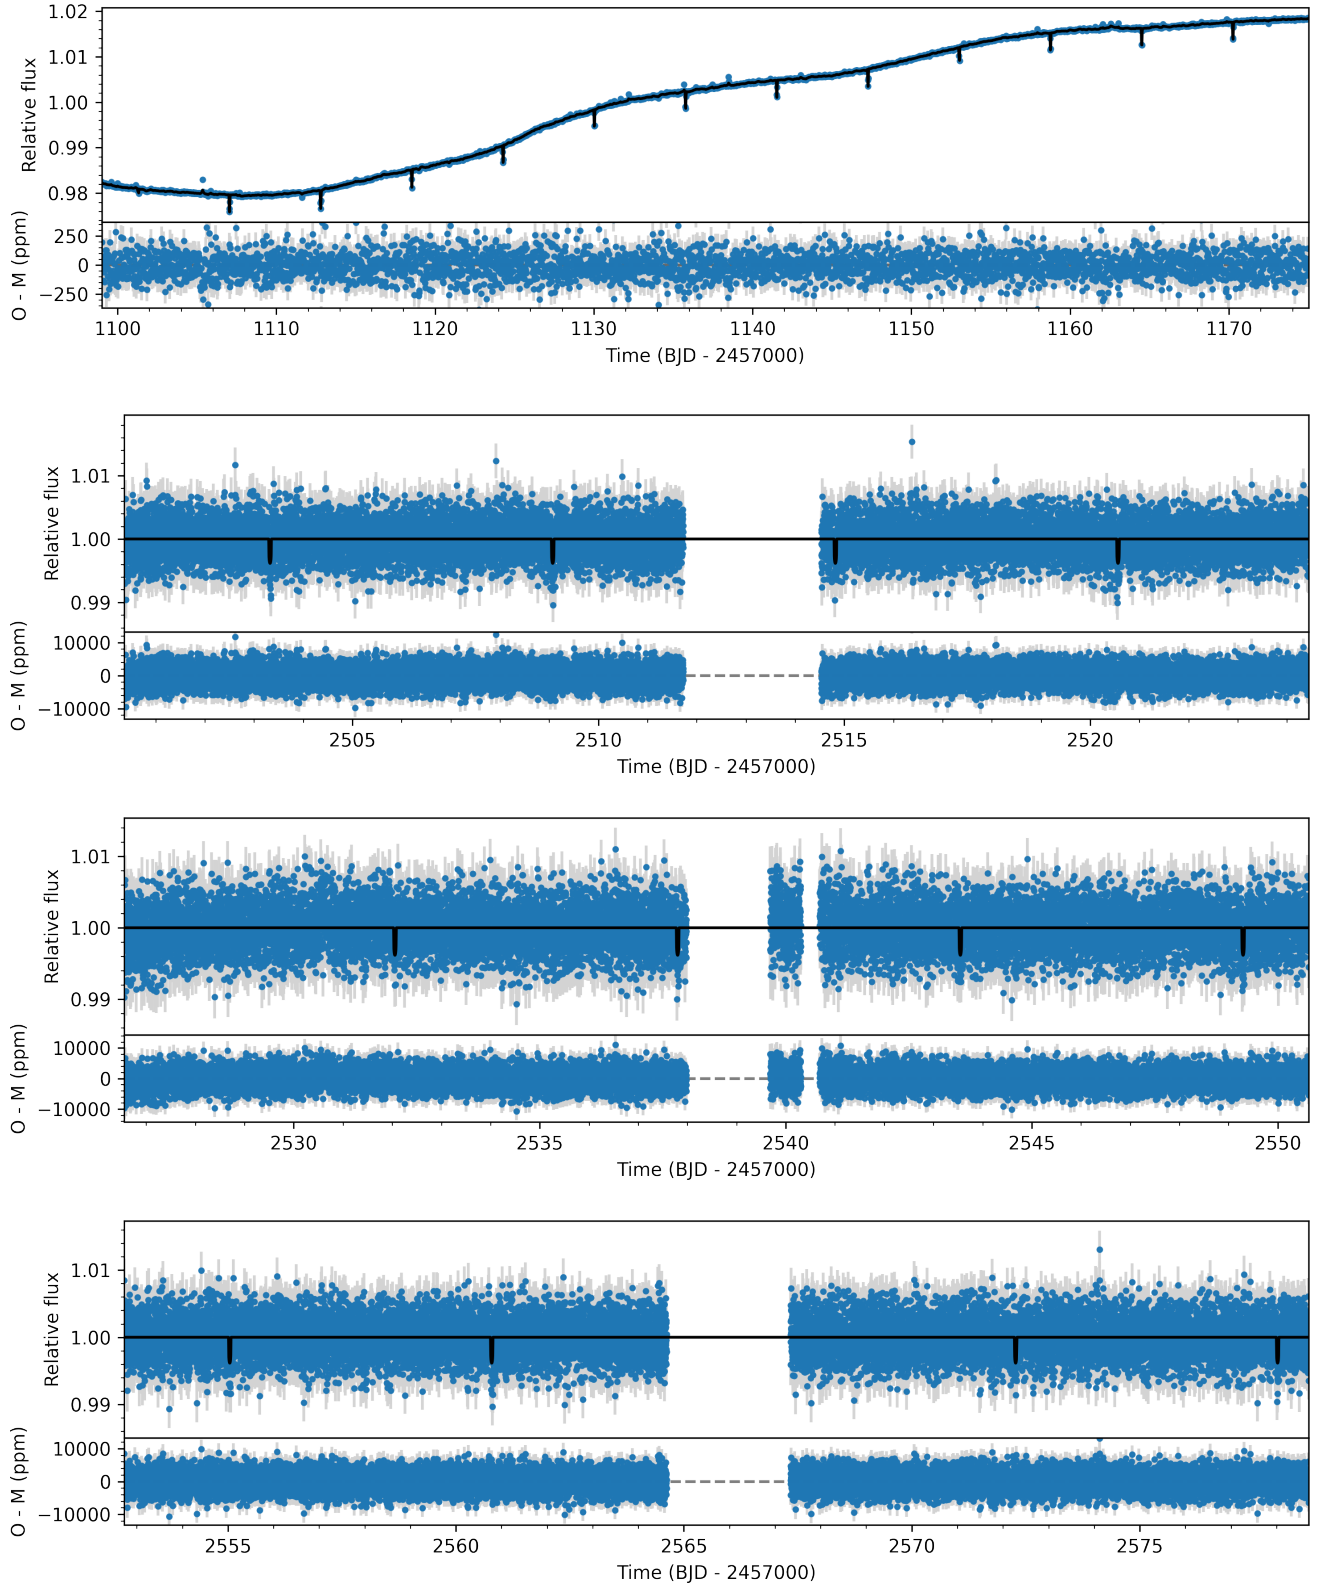 Relative flux
1.02
1.01
1.00
0.99
0.98
O - M (ppm)
250
0
−250
1100 1110 1120 1130 1140 1150 1160 1170
Time (BJD - 2457000)
Relative flux
1.01
1.00
0.99
O - M (ppm)
10000
0
−10000
2505 2510 2515 2520
Time (BJD - 2457000)
Relative flux
1.01
1.00
0.99
O - M (ppm)
10000
0
−10000
2530 2535 2540 2545 2550
Time (BJD - 2457000)
Relative flux
1.01
1.00
0.99
O - M (ppm)
10000
0
−10000
2555 2560 2565 2570 2575
Time (BJD - 2457000)